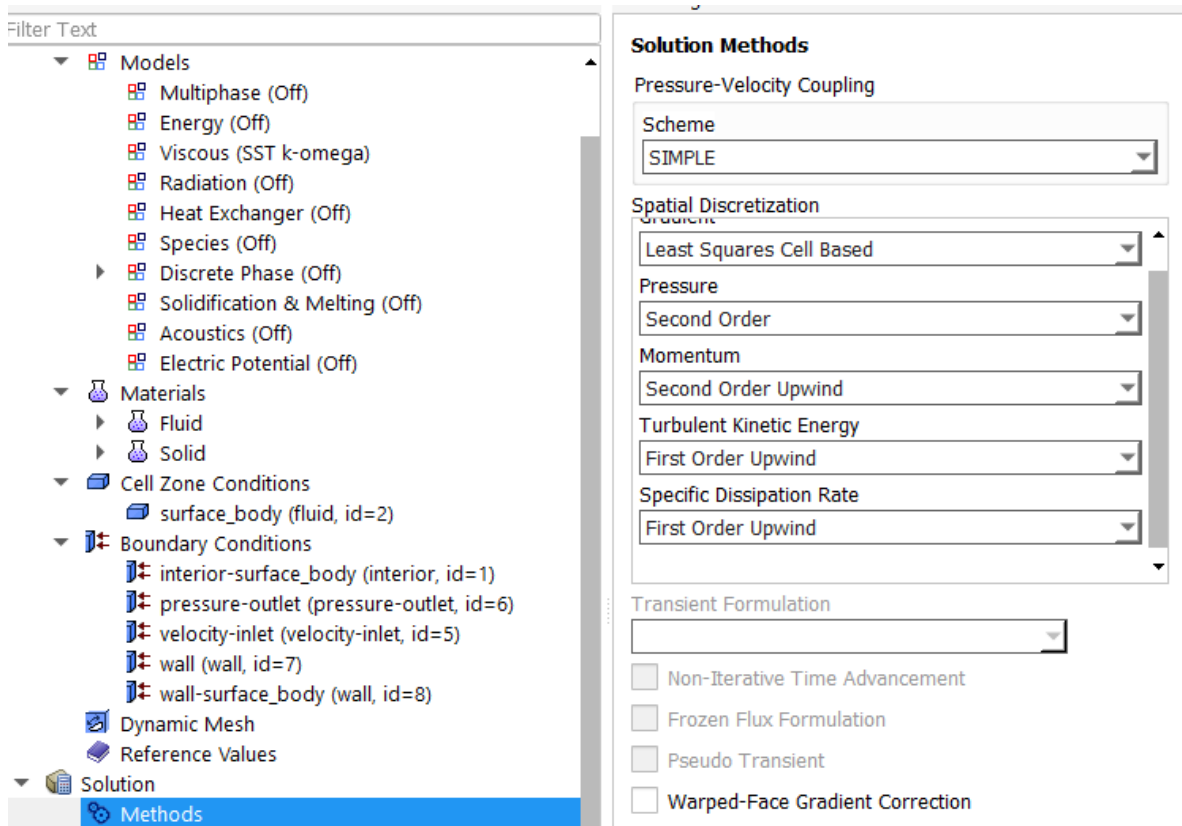 Filter Text
Models
Multiphase (Off)
Energy (Off)
Viscous (SST k-omega)
Radiation (Off)
Heat Exchanger (Off)
Species (Off)
Discrete Phase (Off)
Solidification & Melting (Off)
Acoustics (Off)
Electric Potential (Off)
Materials
Fluid
Solid
Cell Zone Conditions
surface_body (fluid, id=2)
Boundary Conditions
interior-surface_body (interior, id=1)
pressure-outlet (pressure-outlet, id=6)
velocity-inlet (velocity-inlet, id=5)
wall (wall, id=7)
wall-surface_body (wall, id=8)
Dynamic Mesh
Reference Values
Solution
Methods
Solution Methods
Pressure-Velocity Coupling
Scheme
SIMPLE
Spatial Discretization
Gradient
Least Squares Cell Based
Pressure
Second Order
Momentum
Second Order Upwind
Turbulent Kinetic Energy
First Order Upwind
Specific Dissipation Rate
First Order Upwind
Transient Formulation
Non-Iterative Time Advancement
Frozen Flux Formulation
Pseudo Transient
Warped-Face Gradient Correction